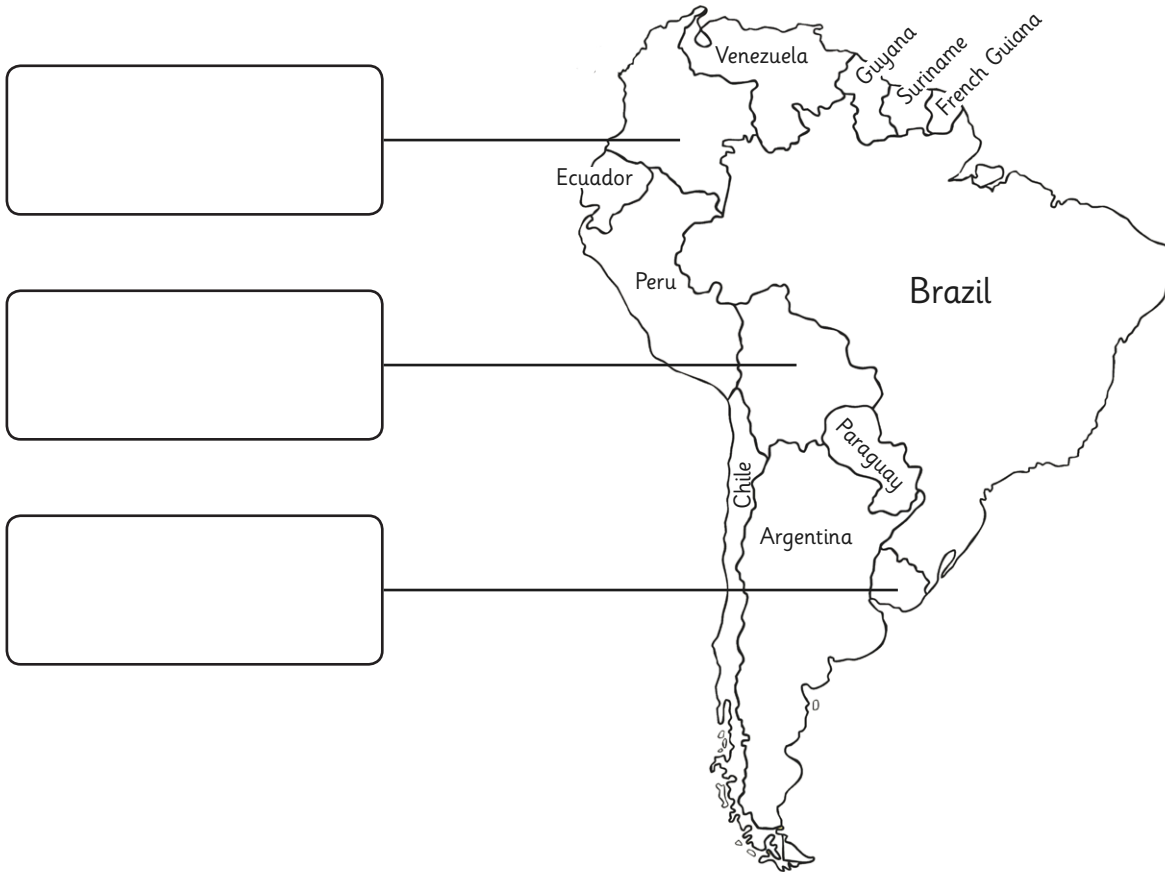 Venezuela
Guyana
Suriname
French Guiana
Ecuador
Peru
Brazil
Paraguay
Chile
Argentina